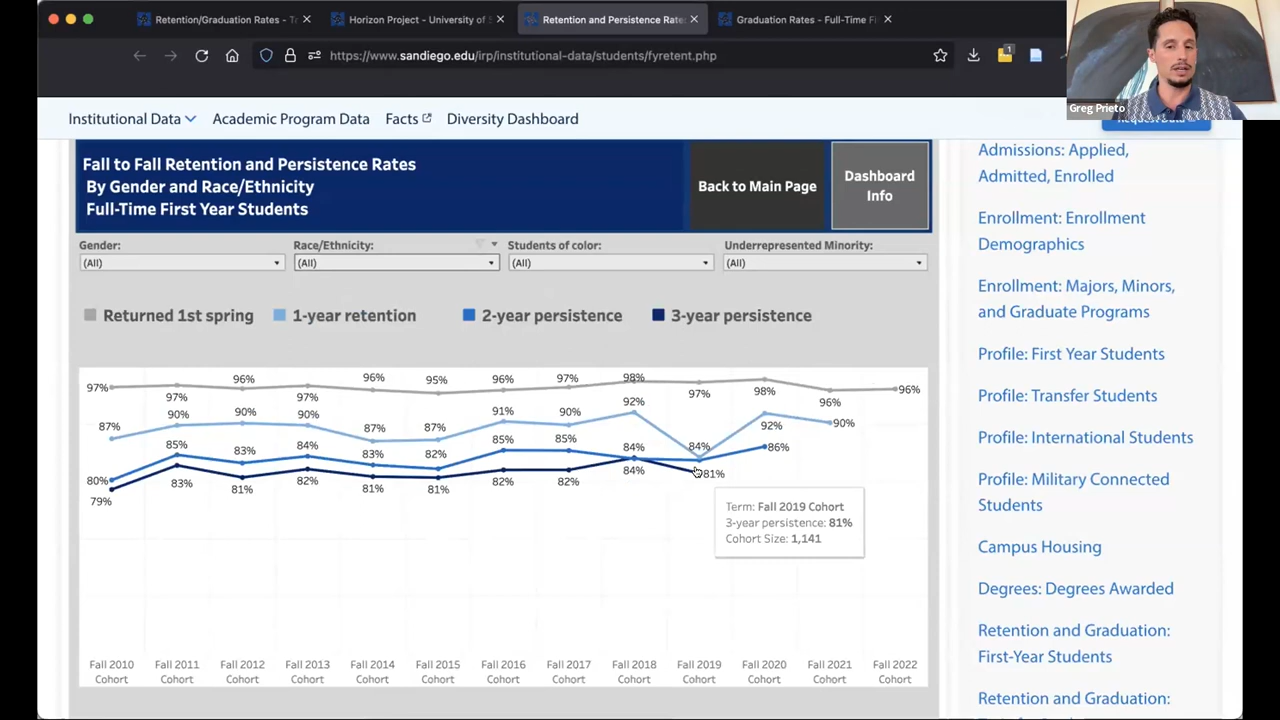 Retention/Graduation Rates - T
Horizon Project - University of
Retention and Persistence Rate
Graduation Rates – Full-Time Fi
https://www.sandiego.edu/irp/institutional-data/students/fyretent.php
1
Greg Prieto
Institutional Data
Academic Program Data
Facts
Diversity Dashboard
Fall to Fall Retention and Persistence Rates
By Gender and Race/Ethnicity
Full-Time First Year Students
Back to Main Page
Dashboard
Info
Gender:
Race/Ethnicity:
Students of color:
Underrepresented Minority:
(All)
(All)
(All)
(All)
Returned 1st spring
1-year retention
2-year persistence
3-year persistence
97% 97% 96% 97% 96% 95% 96% 97% 98% 97% 98% 96% 96%
87% 90% 90% 90% 87% 87% 91% 90% 92% 84% 92% 90%
80% 85% 83% 84% 83% 82% 85% 85% 84% 86%
79% 83% 81% 82% 81% 81% 82% 82% 84% 81%
Term: Fall 2019 Cohort
3-year persistence: 81%
Cohort Size: 1,141
Fall 2010 Fall 2011 Fall 2012 Fall 2013 Fall 2014 Fall 2015 Fall 2016 Fall 2017 Fall 2018 Fall 2019 Fall 2020 Fall 2021 Fall 2022
Cohort Cohort Cohort Cohort Cohort Cohort Cohort Cohort Cohort Cohort Cohort Cohort Cohort
Admissions: Applied,
Admitted, Enrolled
Enrollment: Enrollment
Demographics
Enrollment: Majors, Minors,
and Graduate Programs
Profile: First Year Students
Profile: Transfer Students
Profile: International Students
Profile: Military Connected
Students
Campus Housing
Degrees: Degrees Awarded
Retention and Graduation:
First-Year Students
Retention and Graduation: